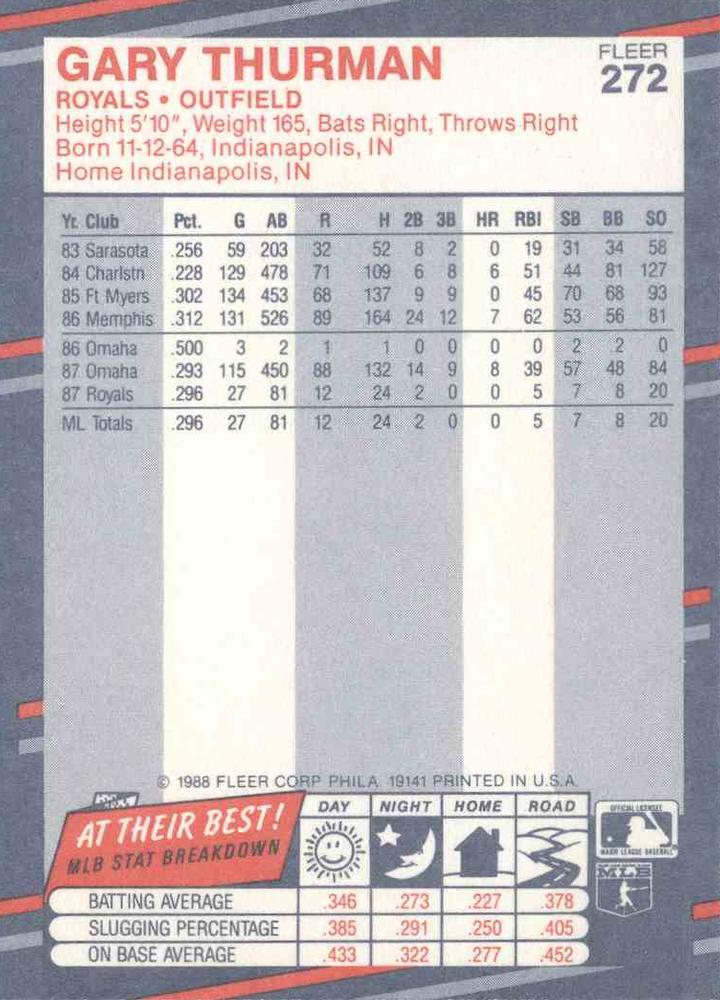 GARY THURMAN
FLEER
272
ROYALS • OUTFIELD
Height 5'10", Weight 165, Bats Right, Throws Right
Born 11-12-64, Indianapolis, IN
Home Indianapolis, IN
Yr. Club Pct. G AB R H 2B 3B HR RBI SB BB SO
83 Sarasota .256 59 203 32 52 8 2 0 19 31 34 58
84 Charlstn .228 129 478 71 109 6 8 6 51 44 81 127
85 Ft Myers .302 134 453 68 137 9 9 0 45 70 68 93
86 Memphis .312 131 526 89 164 24 12 7 62 53 56 81
86 Omaha .500 3 2 1 1 0 0 0 0 2 2 0
87 Omaha .293 115 450 88 132 14 9 8 39 57 48 84
87 Royals .296 27 81 12 24 2 0 0 5 7 8 20
ML Totals .296 27 81 12 24 2 0 0 5 7 8 20
© 1988 FLEER CORP PHILA. 19141 PRINTED IN U.S.A.
AT THEIR BEST!
MLB STAT BREAKDOWN
DAY NIGHT HOME ROAD
BATTING AVERAGE .346 .273 .227 .378
SLUGGING PERCENTAGE .385 .291 .250 .405
ON BASE AVERAGE .433 .322 .277 .452
OFFICIAL LICENSEE
MAJOR LEAGUE BASEBALL
MLB